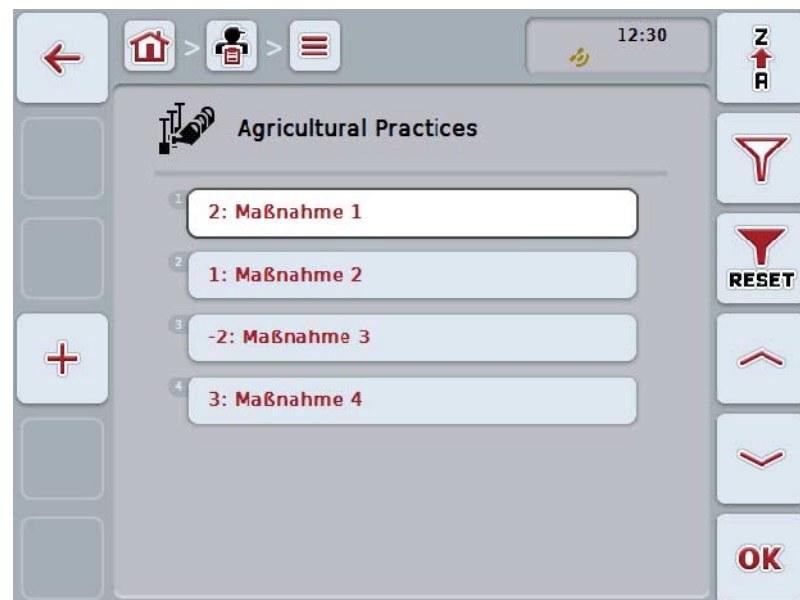 12:30
Z
A
Agricultural Practices
1
2: Maßnahme 1
2
1: Maßnahme 2
RESET
3
-2: Maßnahme 3
4
3: Maßnahme 4
OK